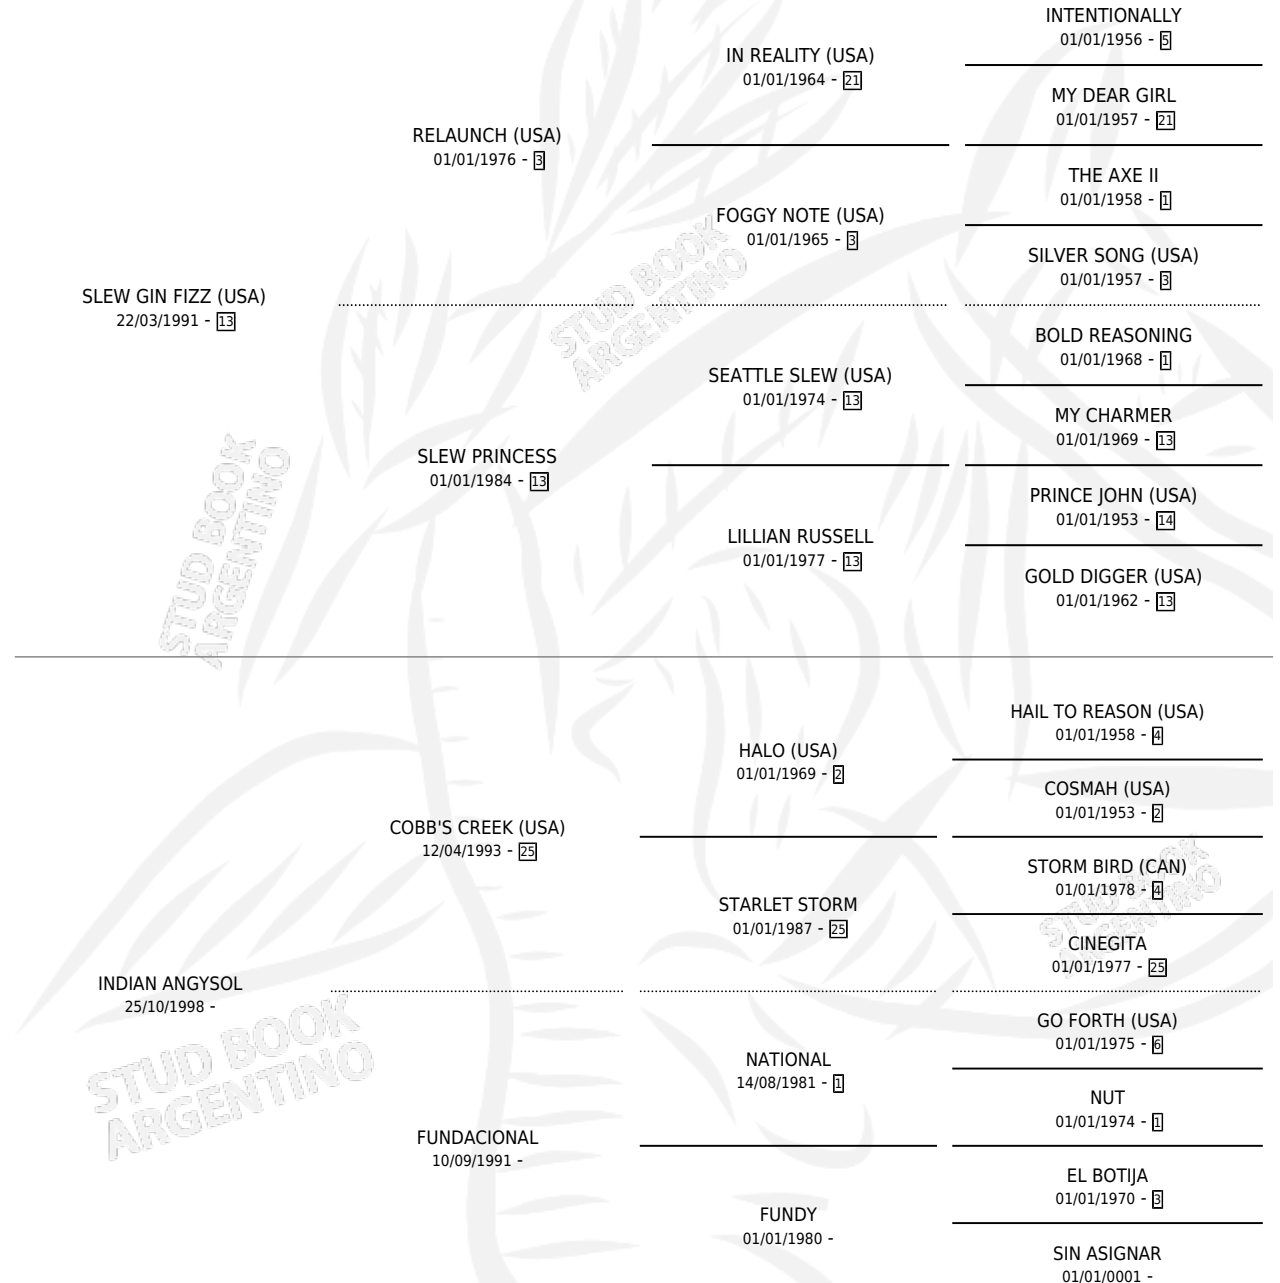 INTENTIONALLY
01/01/1956 - 5
IN REALITY (USA)
01/01/1964 - 21
MY DEAR GIRL
01/01/1957 - 21
RELAUNCH (USA)
01/01/1976 - 3
THE AXE II
01/01/1958 - 1
FOGGY NOTE (USA)
01/01/1965 - 3
SILVER SONG (USA)
01/01/1957 - 3
SLEW GIN FIZZ (USA)
22/03/1991 - 13
BOLD REASONING
01/01/1968 - 1
SEATTLE SLEW (USA)
01/01/1974 - 13
MY CHARMER
01/01/1969 - 13
SLEW PRINCESS
01/01/1984 - 13
PRINCE JOHN (USA)
01/01/1953 - 14
LILLIAN RUSSELL
01/01/1977 - 13
GOLD DIGGER (USA)
01/01/1962 - 13
HAIL TO REASON (USA)
01/01/1958 - 4
HALO (USA)
01/01/1969 - 2
COSMAH (USA)
01/01/1953 - 2
COBB'S CREEK (USA)
12/04/1993 - 25
STORM BIRD (CAN)
01/01/1978 - 4
STARLET STORM
01/01/1987 - 25
CINEGITA
01/01/1977 - 25
INDIAN ANGYSOL
25/10/1998 -
GO FORTH (USA)
01/01/1975 - 6
NATIONAL
14/08/1981 - 1
NUT
01/01/1974 - 1
FUNDACIONAL
10/09/1991 -
EL BOTIJA
01/01/1970 - 3
FUNDY
01/01/1980 -
SIN ASIGNAR
01/01/0001 -
STUD BOOK
ARGENTINO
STUD BOOK
ARGENTINO
STUD BOOK
ARGENTINO
STUD BOOK
ARGENTINO